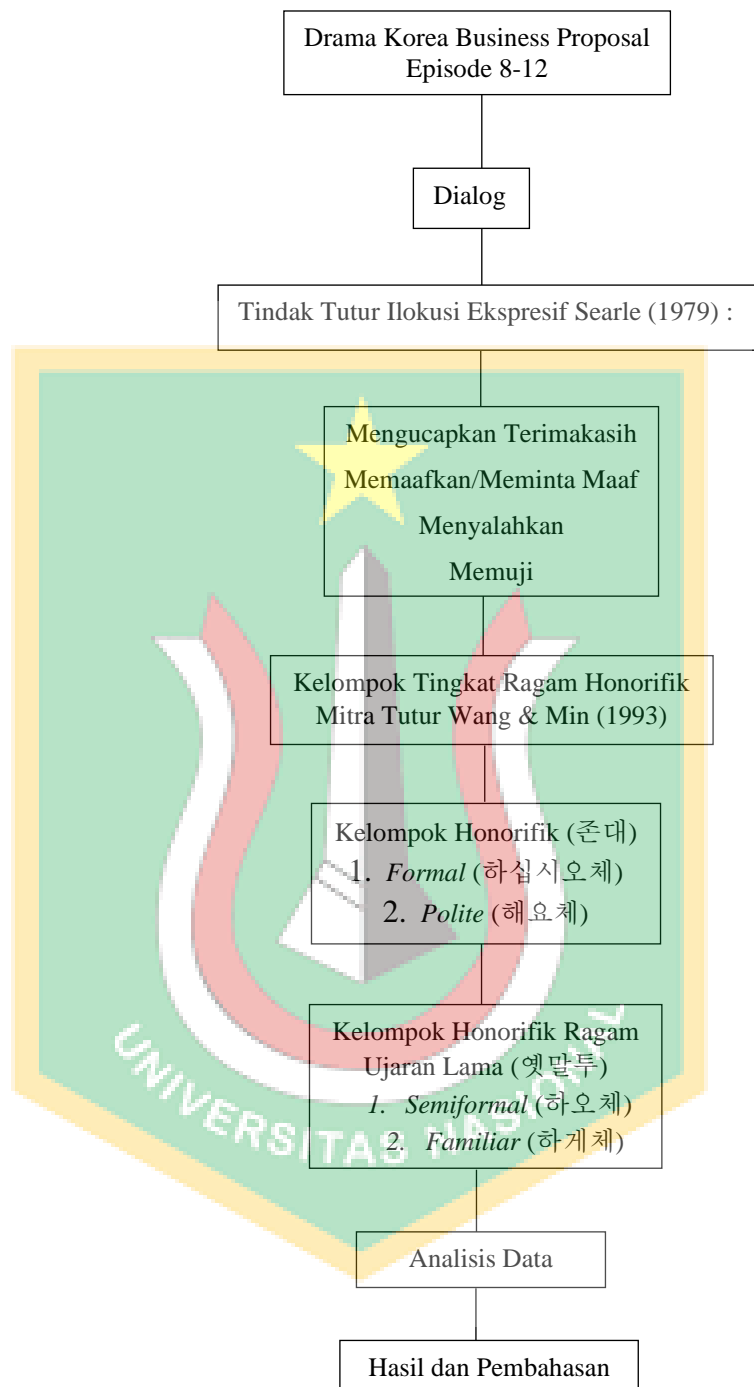 Drama Korea Business Proposal
Episode 8-12
Dialog
Tindak Tutur Ilokusi Ekspresif Searle (1979) :
Mengucapkan Terimakasih
Memaafkan/Meminta Maaf
Menyalahkan
Memuji
Kelompok Tingkat Ragam Honorifik
Mitra Tutur Wang & Min (1993)
Kelompok Honorifik (존대)
1. Formal (하십시오체)
2. Polite (해요체)
Kelompok Honorifik Ragam
Ujaran Lama (옛말투)
1. Semiformal (하오체)
2. Familiar (하게체)
UNIVERSITAS NASIONAL
Analisis Data
Hasil dan Pembahasan